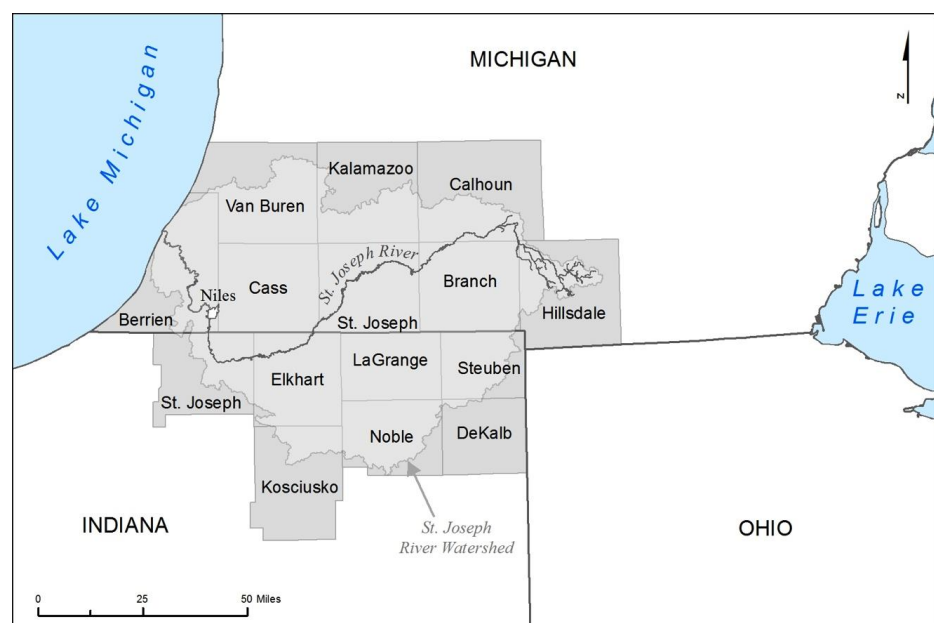 MICHIGAN
N
Lake Michigan
Kalamazoo
Calhoun
Van Buren
St. Joseph River
Niles
Cass
Branch
Berrien
St. Joseph
Hillsdale
Lake
Erie
LaGrange
Elkhart
Steuben
St. Joseph
Noble
DeKalb
Kosciusko
INDIANA
St. Joseph
River Watershed
OHIO
0 25 50 Miles